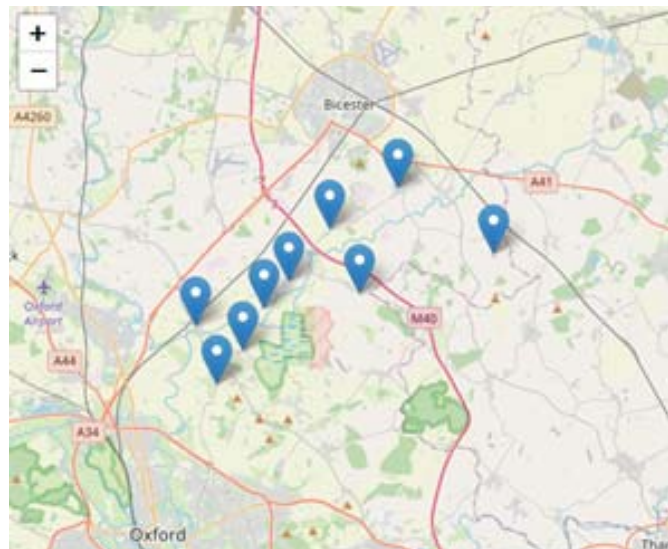 +
Bicester
−
A4260
A41
Oxford
Airport
M40
A44
A34
Oxford
Tha